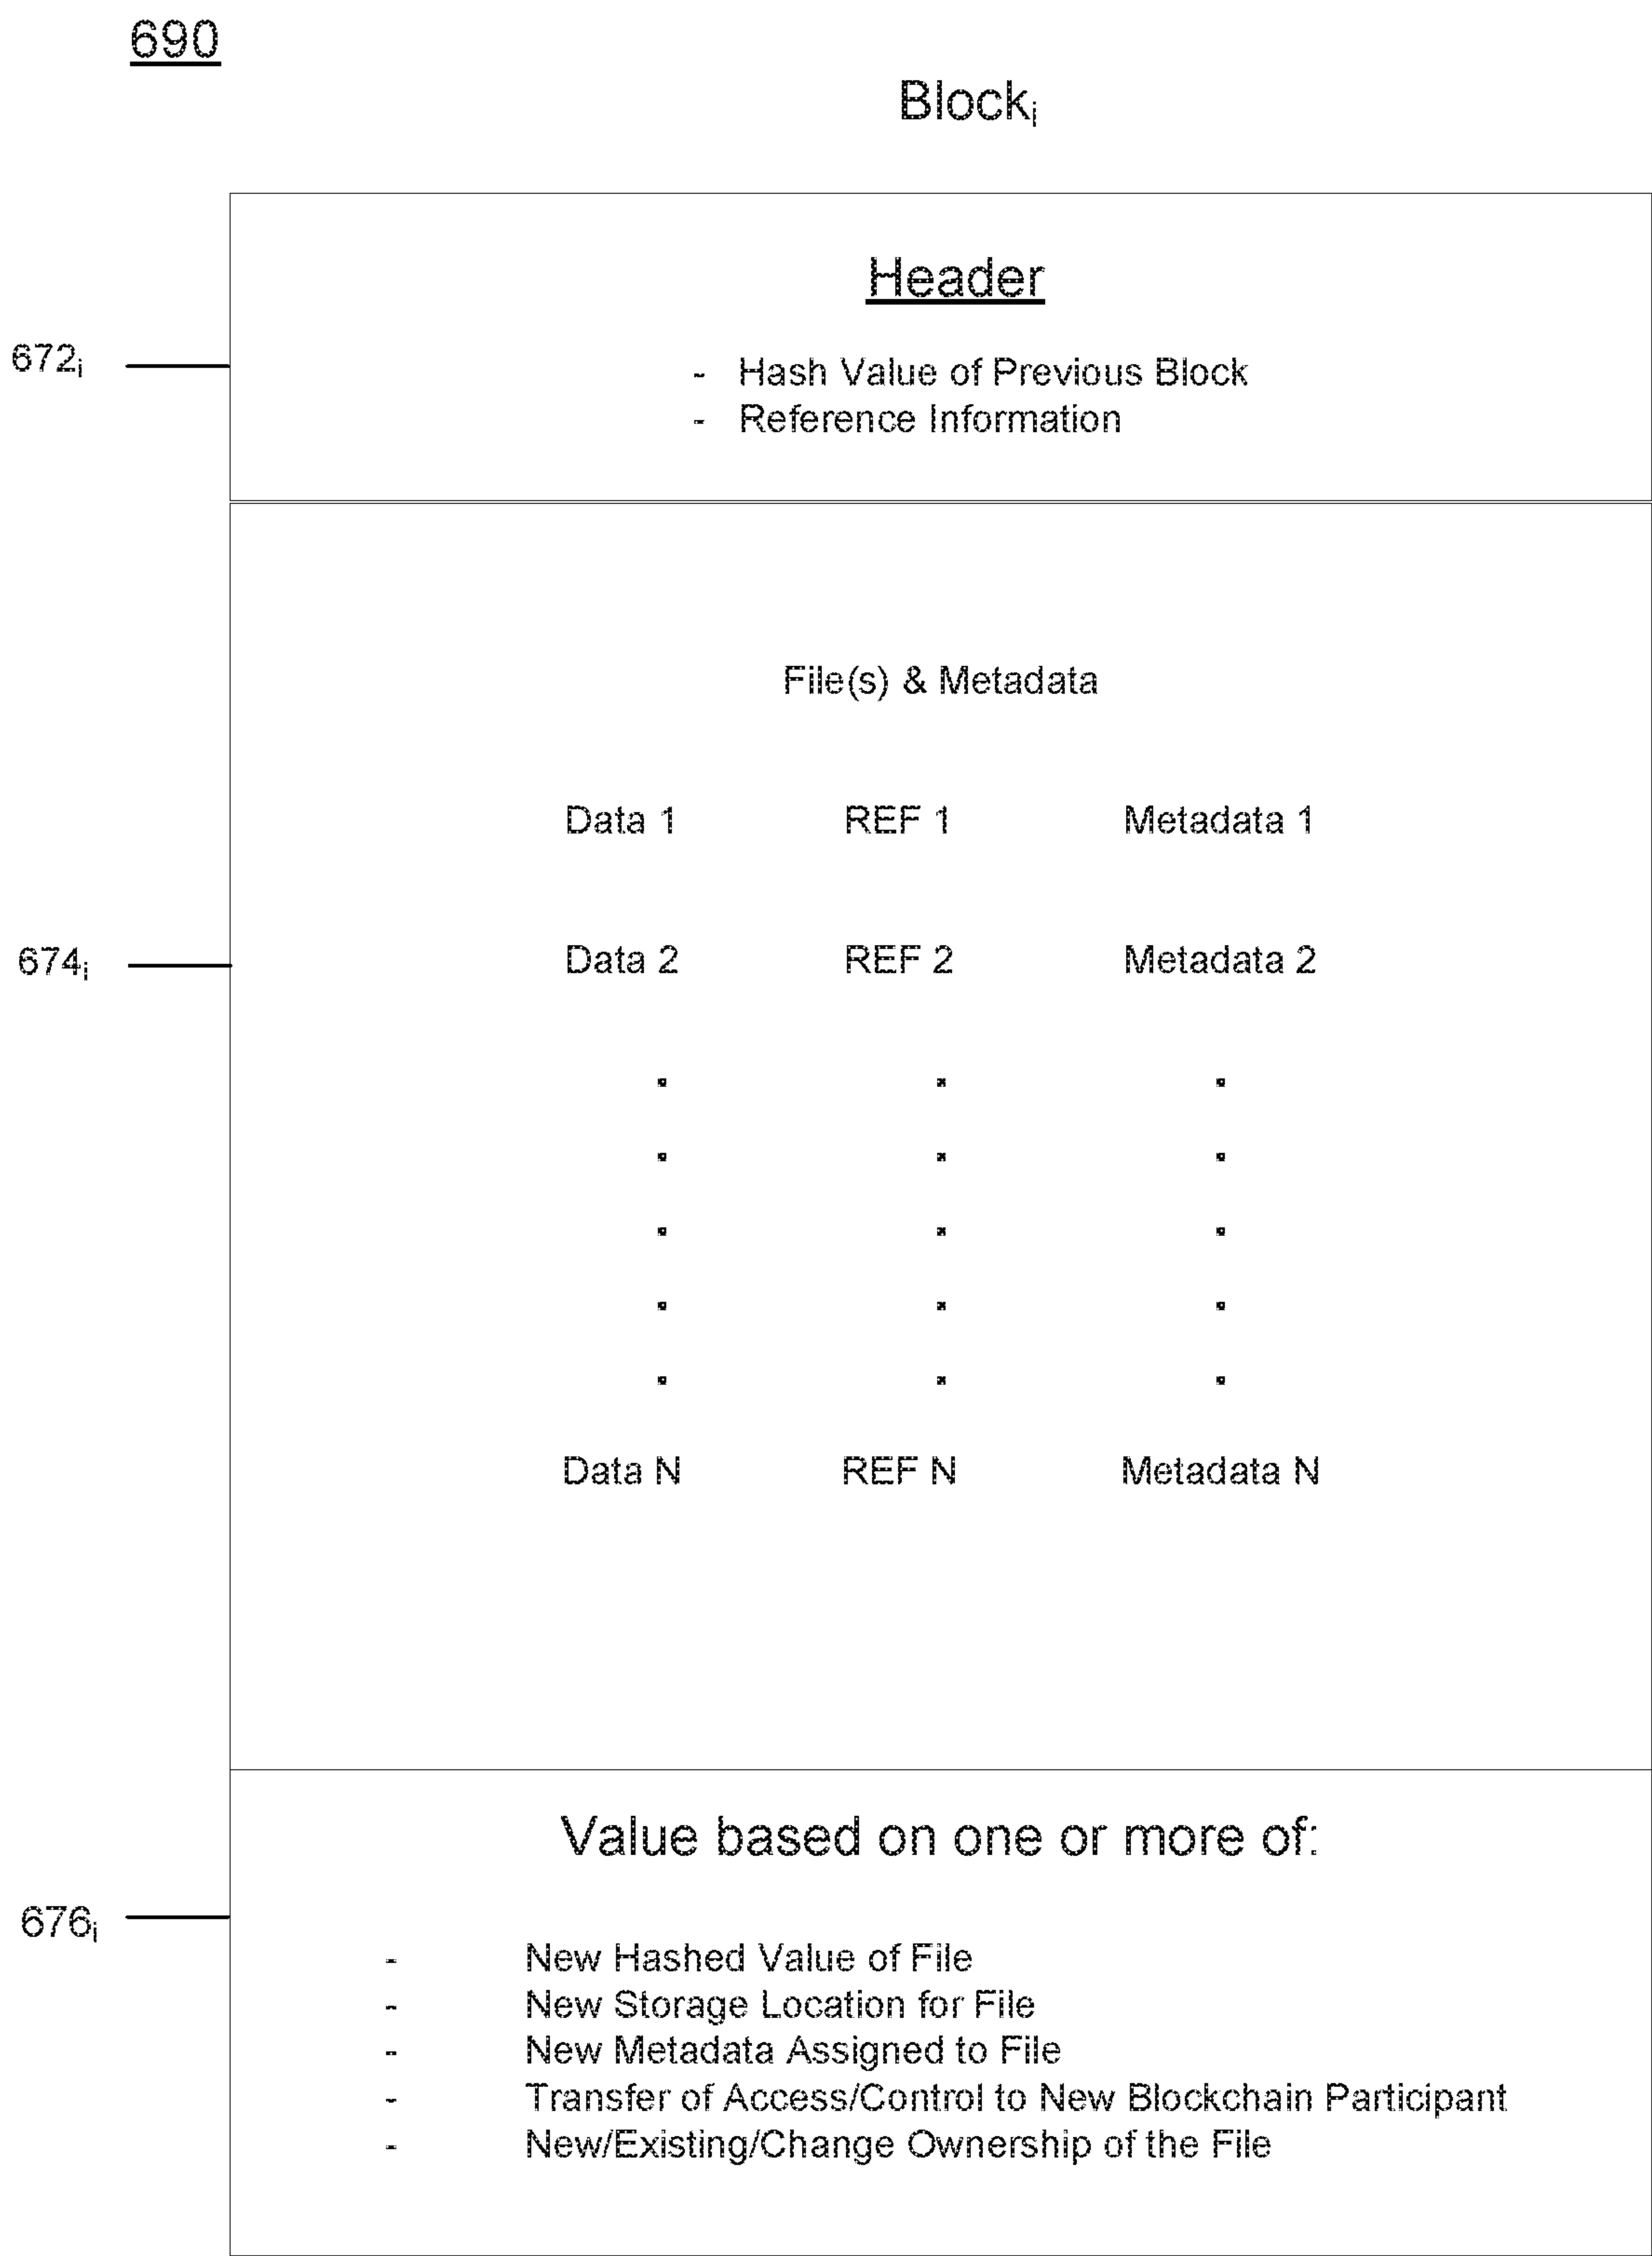 690
Blockᵢ
Header
672ᵢ
- Hash Value of Previous Block
- Reference Information
File(s) & Metadata
Data 1 REF 1 Metadata 1
674ᵢ
Data 2 REF 2 Metadata 2
. . .
. . .
. . .
. . .
. . .
Data N REF N Metadata N
Value based on one or more of:
676ᵢ
- New Hashed Value of File
- New Storage Location for File
- New Metadata Assigned to File
- Transfer of Access/Control to New Blockchain Participant
- New/Existing/Change Ownership of the File